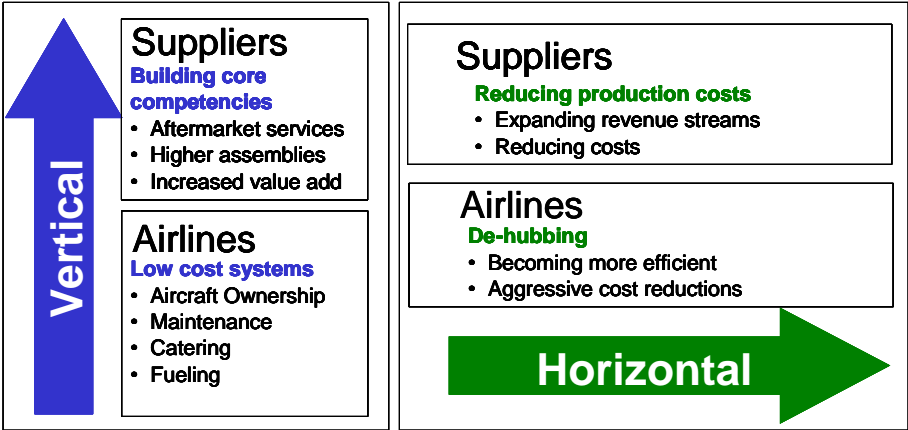 Vertical
Suppliers
Building core
competencies
• Aftermarket services
• Higher assemblies
• Increased value add
Airlines
Low cost systems
• Aircraft Ownership
• Maintenance
• Catering
• Fueling
Suppliers
Reducing production costs
• Expanding revenue streams
• Reducing costs
Airlines
De-hubbing
• Becoming more efficient
• Aggressive cost reductions
Horizontal